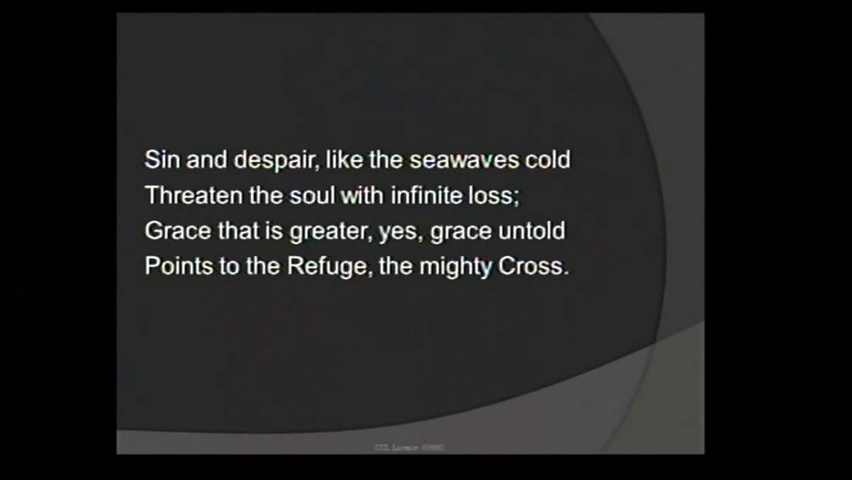 Sin and despair, like the seawaves cold
Threaten the soul with infinite loss;
Grace that is greater, yes, grace untold
Points to the Refuge, the mighty Cross.